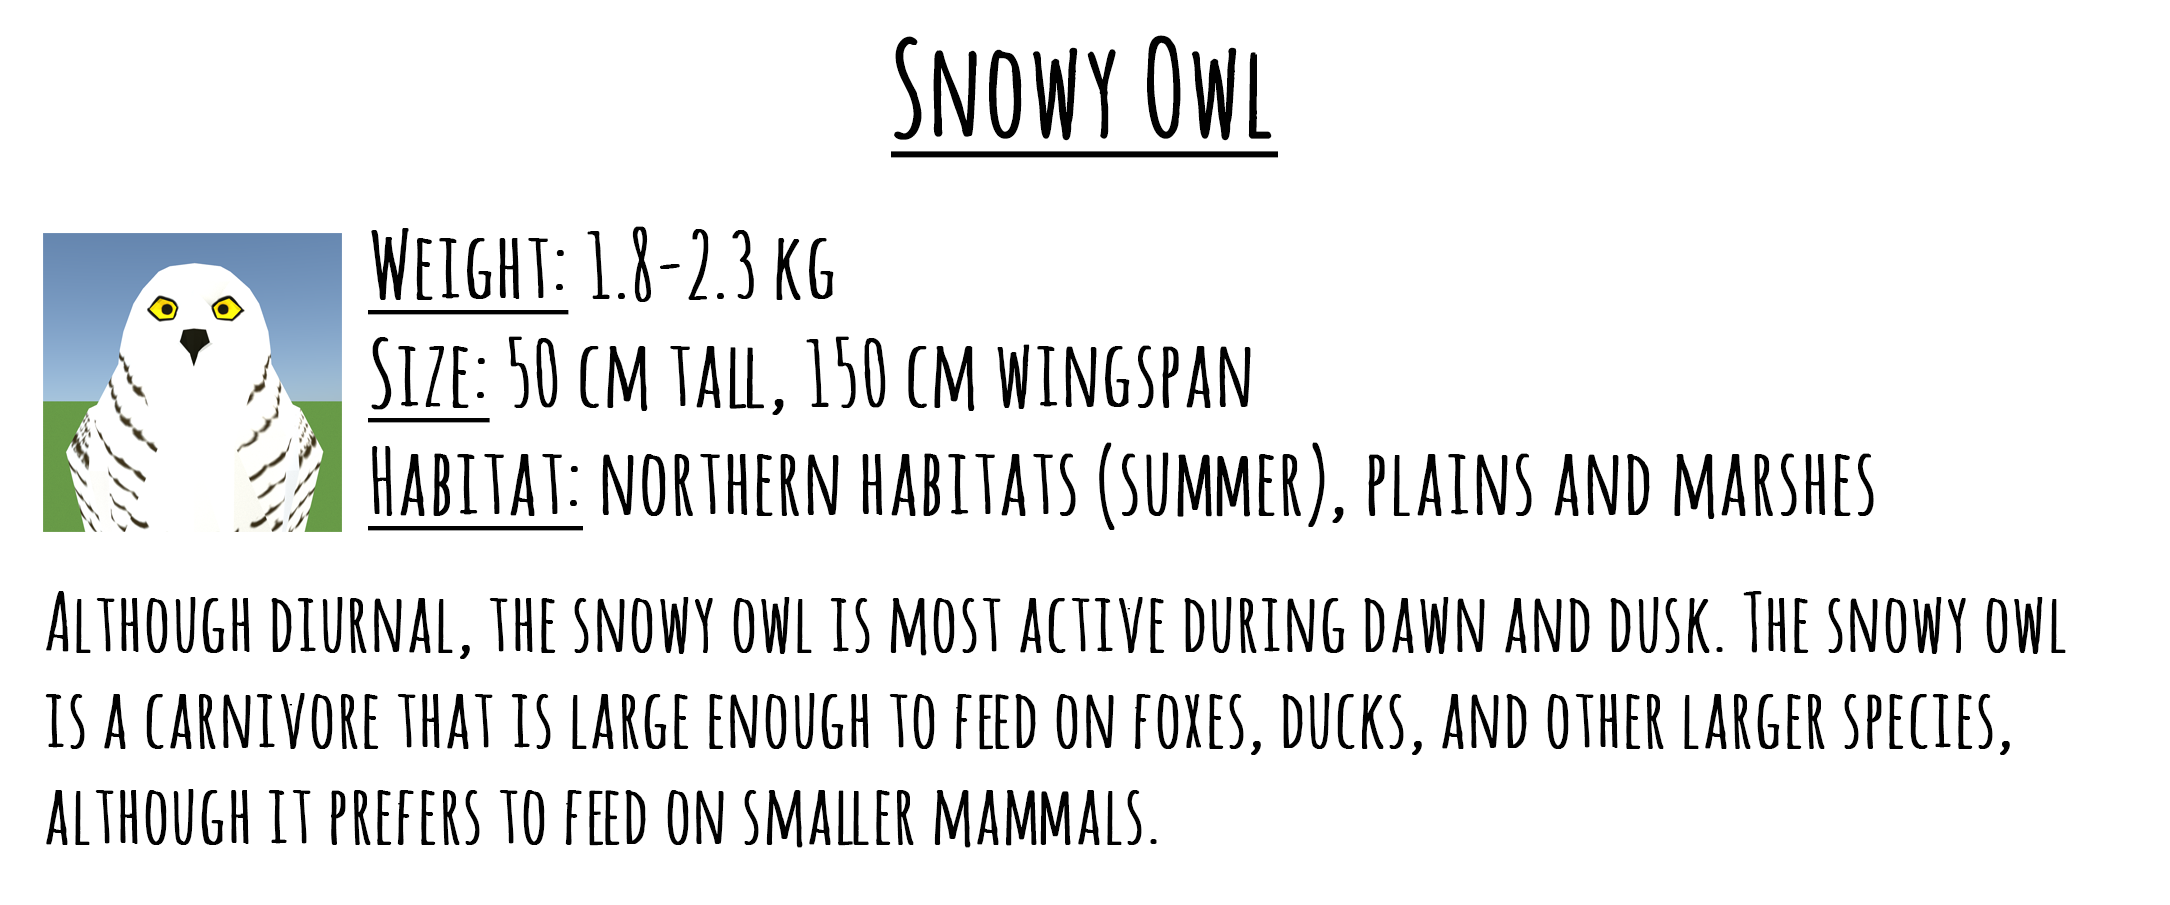 Snowy Owl
Weight: 1.8-2.3 kg
Size: 50 cm tall, 150 cm wingspan
Habitat: northern habitats (summer), plains and marshes
Although diurnal, the snowy owl is most active during dawn and dusk. The snowy owl
is a carnivore that is large enough to feed on foxes, ducks, and other larger species,
although it prefers to feed on smaller mammals.